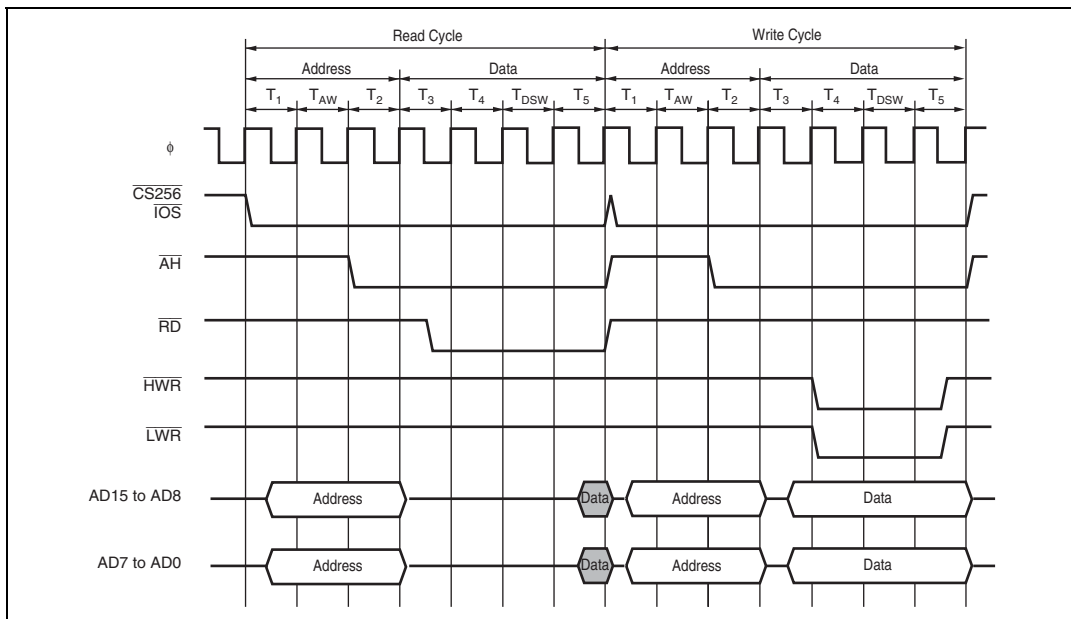 Read Cycle Write Cycle
Address Data Address Data
T1 TAW T2 T3 T4 TDSW T5 T1 TAW T2 T3 T4 TDSW T5
ϕ
CS256
IOS
AH
RD
HWR
LWR
AD15 to AD8 Address Data Address Data
AD7 to AD0 Address Data Address Data